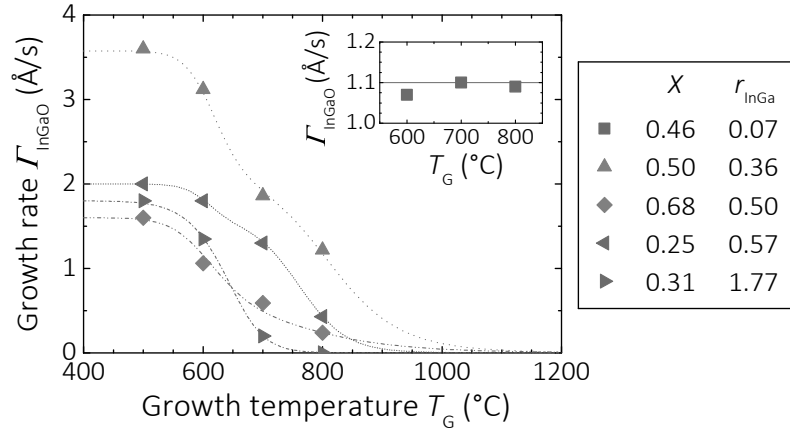 4
3
2
1
0
Growth rate Γ_InGaO (Å/s)
400 600 800 1000 1200
Growth temperature T_G (°C)
1.2
1.1
1.0
Γ_InGaO (Å/s)
600 700 800
T_G (°C)
X r_InGa
0.46 0.07
0.50 0.36
0.68 0.50
0.25 0.57
0.31 1.77